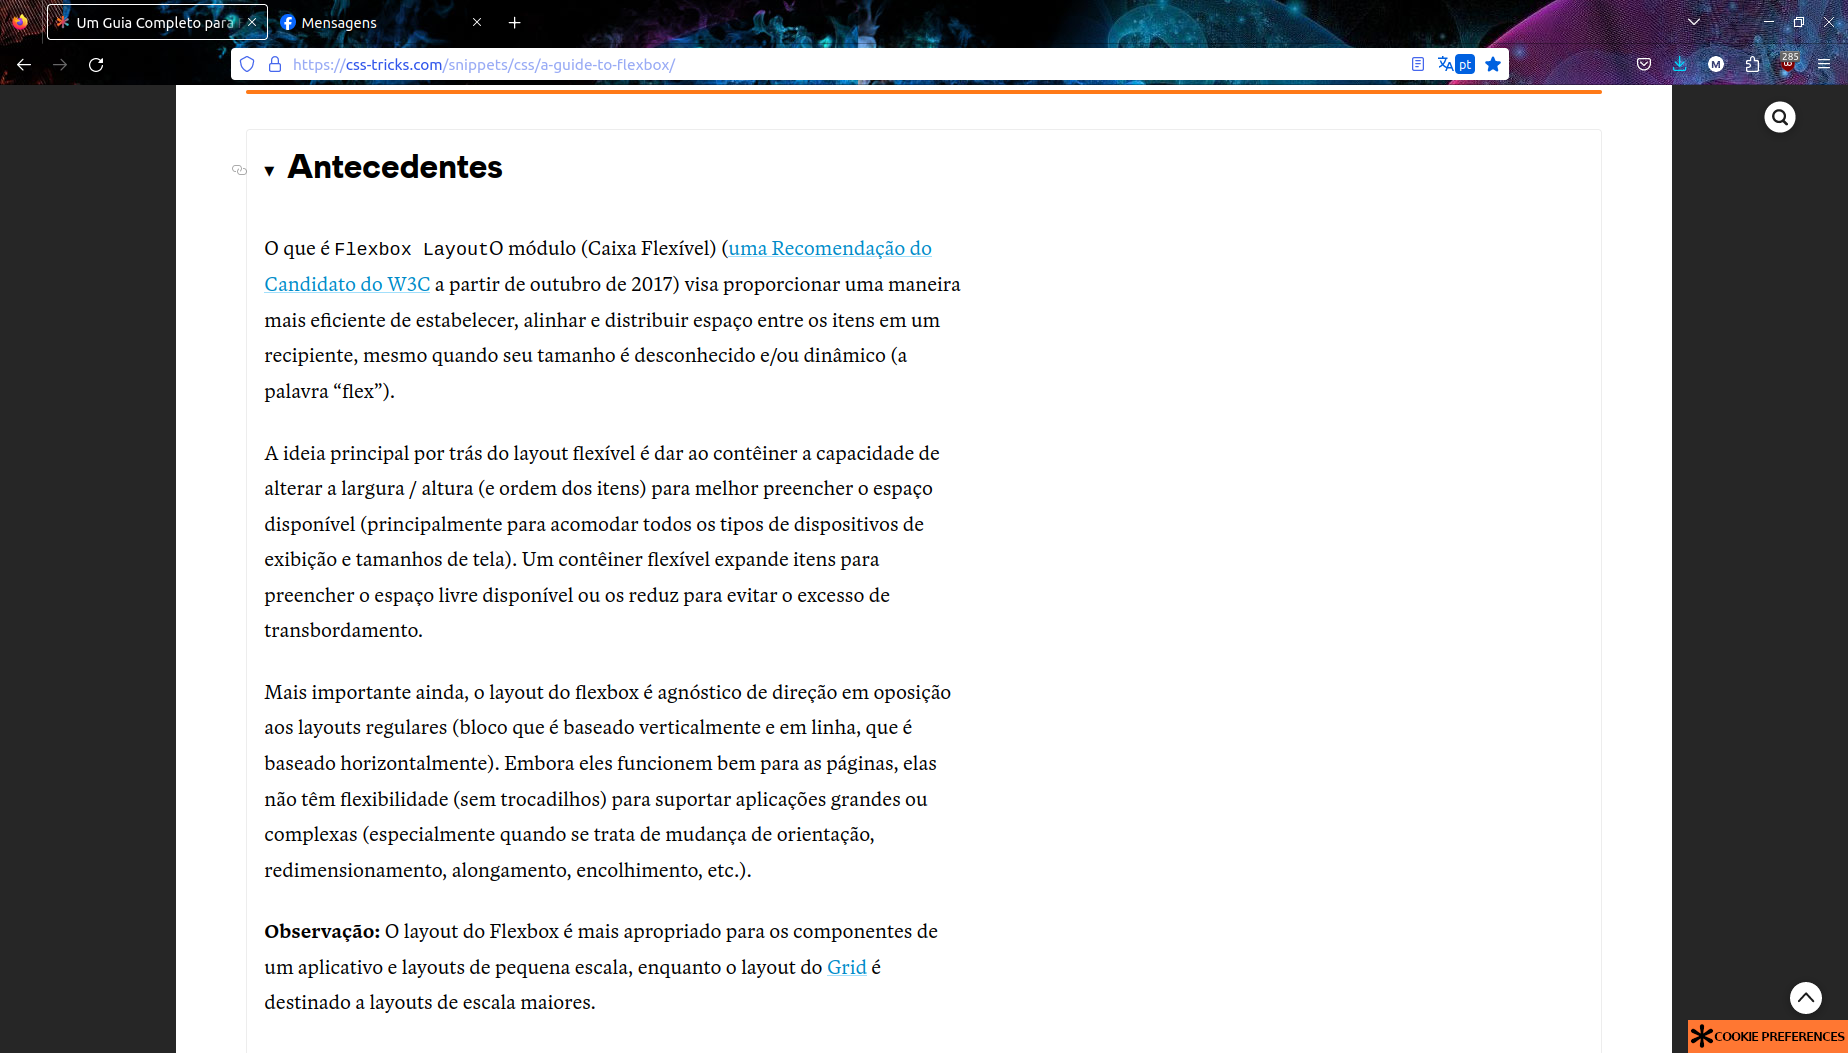 Um Guia Completo para
Mensagens
https://css-tricks.com/snippets/css/a-guide-to-flexbox/
pt
M
285
Antecedentes
O que é Flexbox LayoutO módulo (Caixa Flexível) (uma Recomendação do
Candidato do W3C a partir de outubro de 2017) visa proporcionar uma maneira
mais eficiente de estabelecer, alinhar e distribuir espaço entre os itens em um
recipiente, mesmo quando seu tamanho é desconhecido e/ou dinâmico (a
palavra “flex”).
A ideia principal por trás do layout flexível é dar ao contêiner a capacidade de
alterar a largura / altura (e ordem dos itens) para melhor preencher o espaço
disponível (principalmente para acomodar todos os tipos de dispositivos de
exibição e tamanhos de tela). Um contêiner flexível expande itens para
preencher o espaço livre disponível ou os reduz para evitar o excesso de
transbordamento.
Mais importante ainda, o layout do flexbox é agnóstico de direção em oposição
aos layouts regulares (bloco que é baseado verticalmente e em linha, que é
baseado horizontalmente). Embora eles funcionem bem para as páginas, elas
não têm flexibilidade (sem trocadilhos) para suportar aplicações grandes ou
complexas (especialmente quando se trata de mudança de orientação,
redimensionamento, alongamento, encolhimento, etc.).
Observação: O layout do Flexbox é mais apropriado para os componentes de
um aplicativo e layouts de pequena escala, enquanto o layout do Grid é
destinado a layouts de escala maiores.
COOKIE PREFERENCES